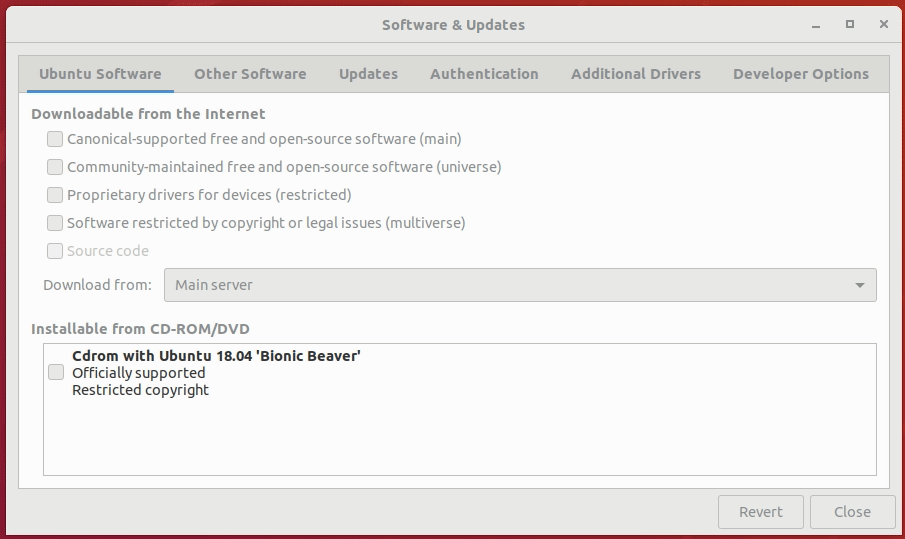 Software & Updates
Ubuntu Software Other Software Updates Authentication Additional Drivers Developer Options
Downloadable from the Internet
Canonical-supported free and open-source software (main)
Community-maintained free and open-source software (universe)
Proprietary drivers for devices (restricted)
Software restricted by copyright or legal issues (multiverse)
Source code
Download from: Main server
Installable from CD-ROM/DVD
Cdrom with Ubuntu 18.04 'Bionic Beaver'
Officially supported
Restricted copyright
Revert Close